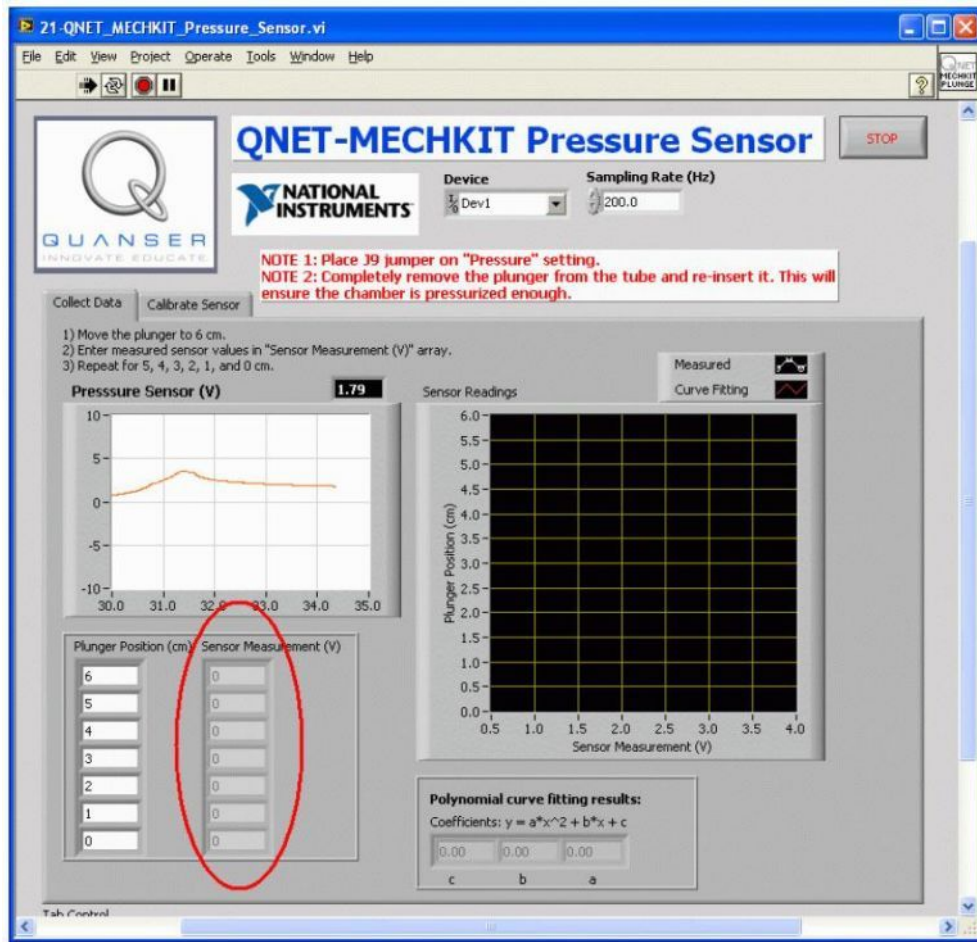 21-QNET_MECHKIT_Pressure_Sensor.vi
File Edit View Project Operate Tools Window Help
QNET
MECHKIT
PLUNGE
QUANSER
INNOVATE EDUCATE
QNET-MECHKIT Pressure Sensor
STOP
NATIONAL
INSTRUMENTS
Device
Dev1
Sampling Rate (Hz)
200.0
NOTE 1: Place J9 jumper on "Pressure" setting.
NOTE 2: Completely remove the plunger from the tube and re-insert it. This will
ensure the chamber is pressurized enough.
Collect Data Calibrate Sensor
1) Move the plunger to 6 cm.
2) Enter measured sensor values in "Sensor Measurement (V)" array.
3) Repeat for 5, 4, 3, 2, 1, and 0 cm.
Presssure Sensor (V) 1.79
10
5
0
-5
-10
30.0 31.0 32.0 33.0 34.0 35.0
Sensor Readings
Measured
Curve Fitting
Plunger Position (cm)
6.0
5.5
5.0
4.5
4.0
3.5
3.0
2.5
2.0
1.5
1.0
0.5
0.0
0.5 1.0 1.5 2.0 2.5 3.0 3.5 4.0
Sensor Measurement (V)
Plunger Position (cm) Sensor Measurement (V)
6 0
5 0
4 0
3 0
2 0
1 0
0 0
Polynomial curve fitting results:
Coefficients: y = a*x^2 + b*x + c
0.00 0.00 0.00
c b a
Tab Control